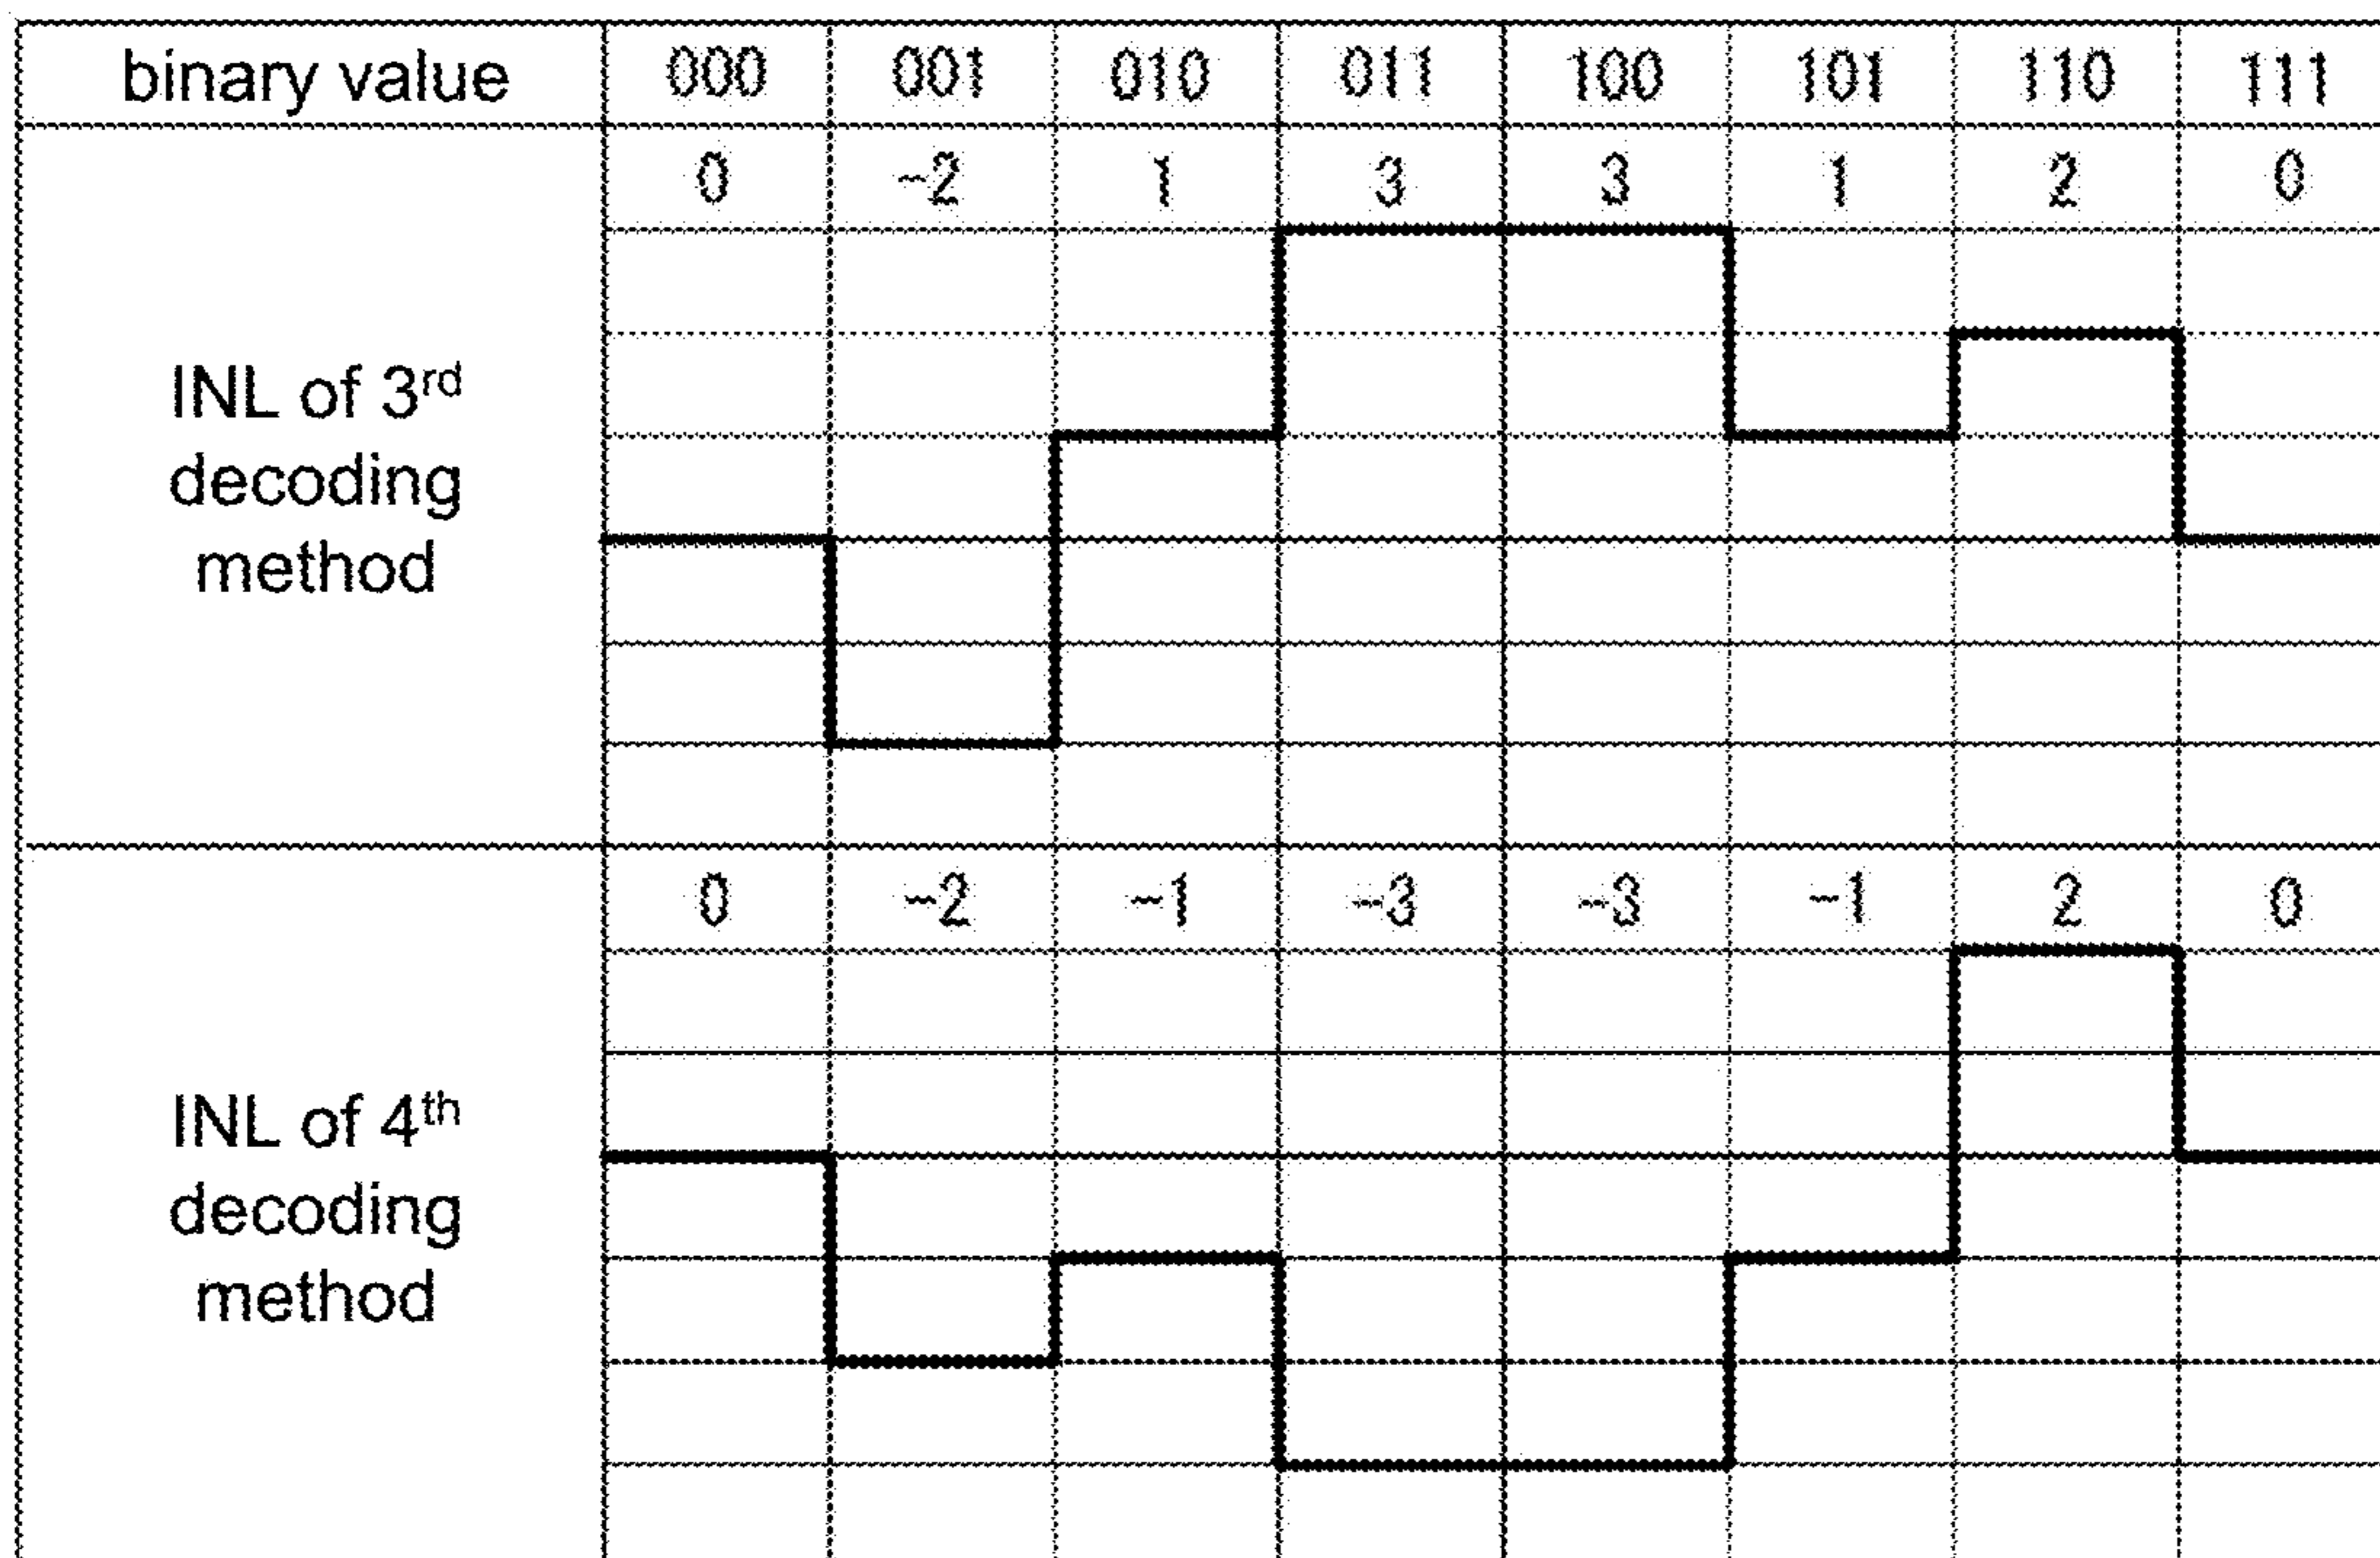 binary value 000 001 010 011 100 101 110 111
0 -2 1 3 3 1 2 0
INL of 3rd
decoding
method
0 -2 -1 -3 -3 -1 2 0
INL of 4th
decoding
method